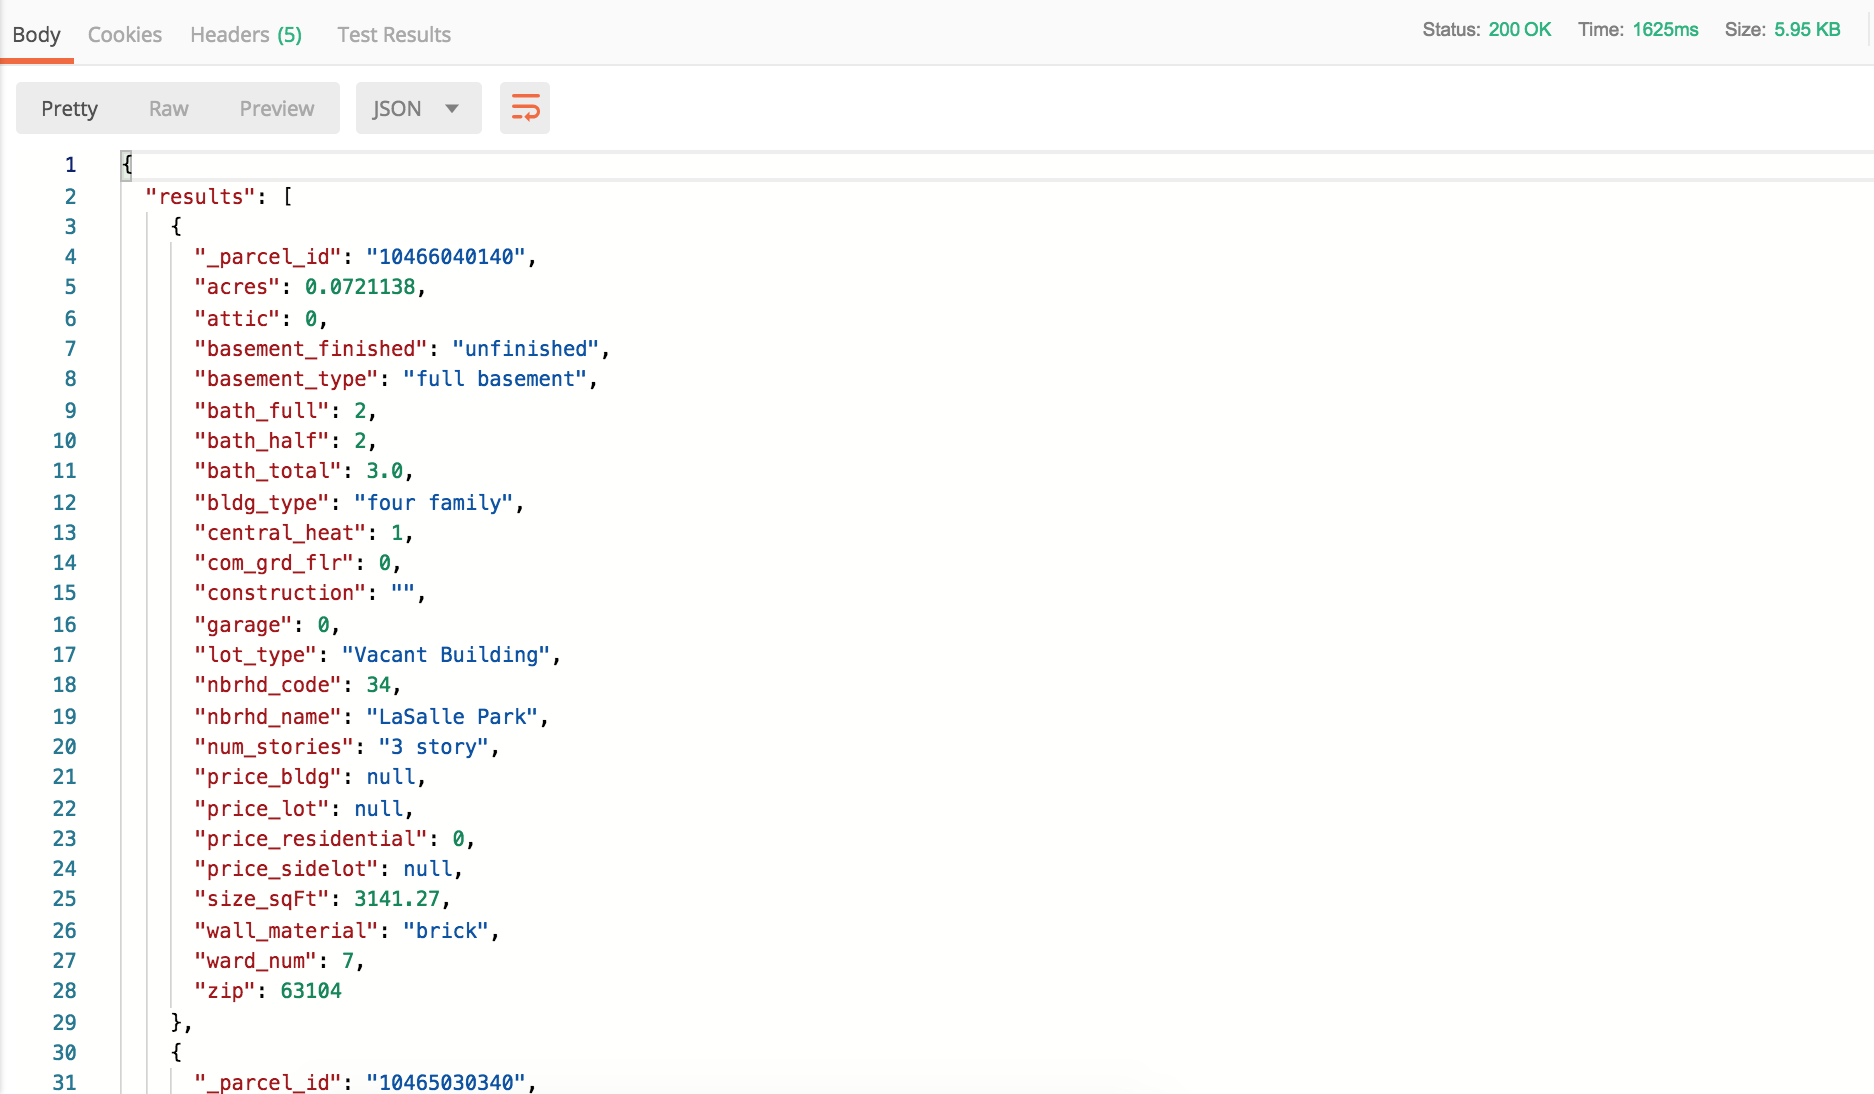 Body Cookies Headers (5) Test Results Status: 200 OK Time: 1625ms Size: 5.95 KB
Pretty Raw Preview JSON
1 {
2 "results": [
3 {
4 "_parcel_id": "10466040140",
5 "acres": 0.0721138,
6 "attic": 0,
7 "basement_finished": "unfinished",
8 "basement_type": "full basement",
9 "bath_full": 2,
10 "bath_half": 2,
11 "bath_total": 3.0,
12 "bldg_type": "four family",
13 "central_heat": 1,
14 "com_grd_flr": 0,
15 "construction": "",
16 "garage": 0,
17 "lot_type": "Vacant Building",
18 "nbrhd_code": 34,
19 "nbrhd_name": "LaSalle Park",
20 "num_stories": "3 story",
21 "price_bldg": null,
22 "price_lot": null,
23 "price_residential": 0,
24 "price_sidelot": null,
25 "size_sqFt": 3141.27,
26 "wall_material": "brick",
27 "ward_num": 7,
28 "zip": 63104
29 },
30 {
31 "_parcel_id": "10465030340",